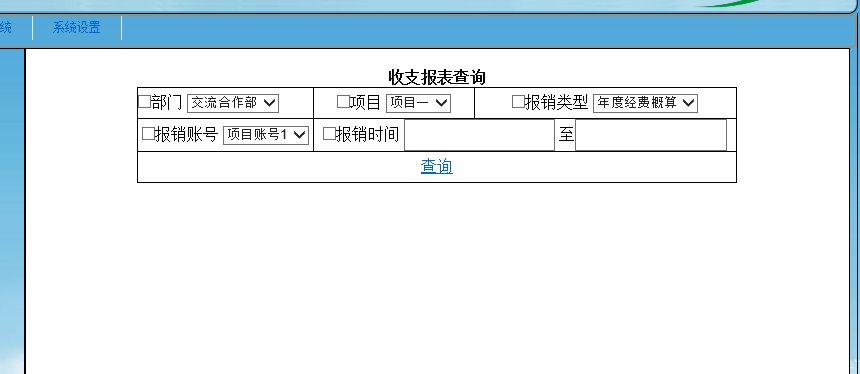 统 系统设置
收支报表查询
部门 交流合作部 项目 项目一 报销类型 年度经费概算
报销账号 项目账号1 报销时间 至
查询